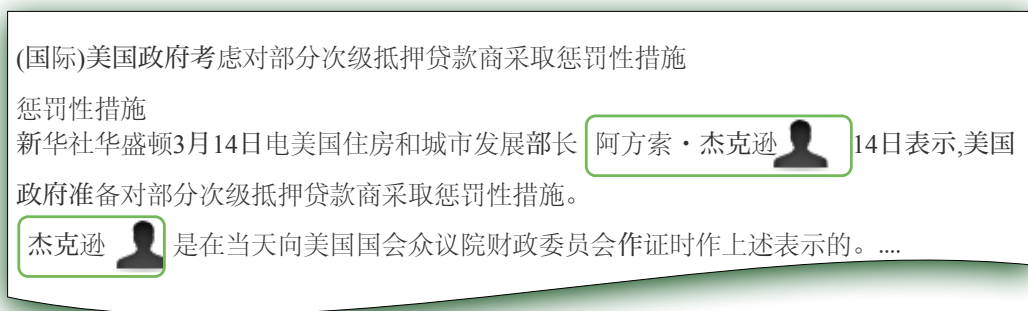 (国际)美国政府考虑对部分次级抵押贷款商采取惩罚性措施
惩罚性措施
新华社华盛顿3月14日电美国住房和城市发展部长 阿方索・杰克逊 14日表示,美国
政府准备对部分次级抵押贷款商采取惩罚性措施。
杰克逊 是在当天向美国国会众议院财政委员会作证时作上述表示的。....